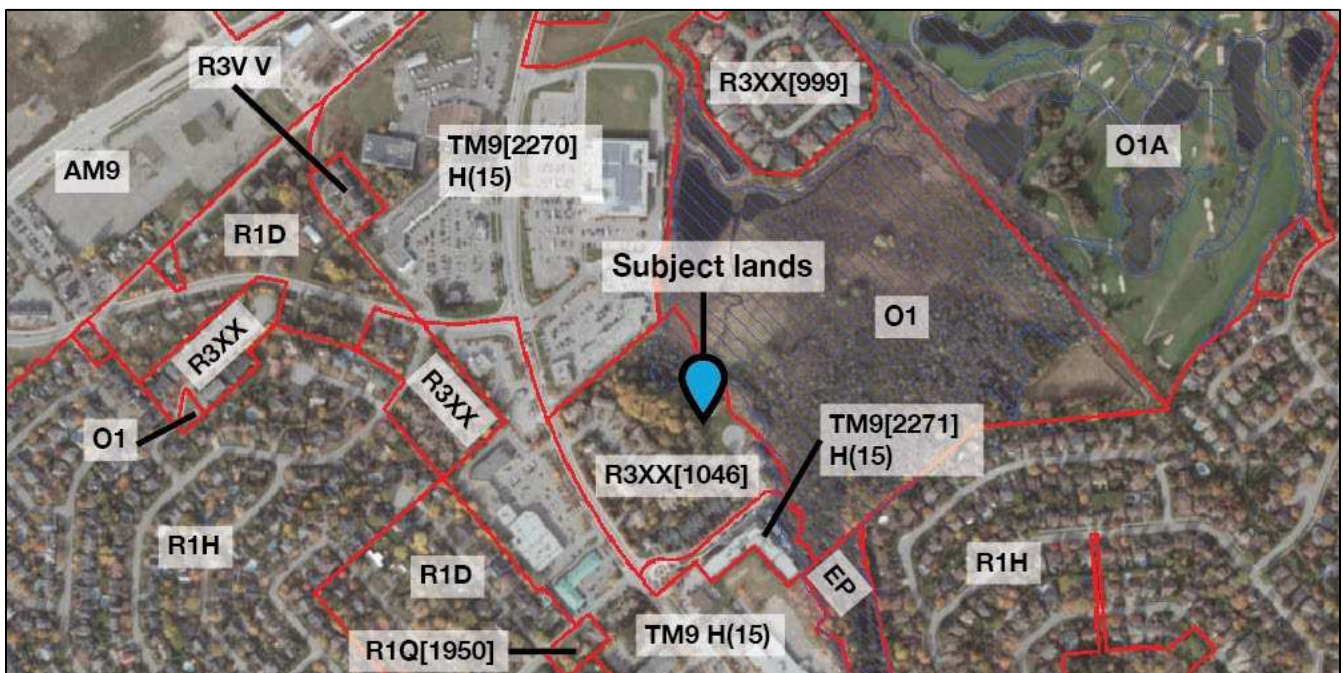 R3V V
R3XX[999]
TM9[2270]
H(15)
O1A
AM9
R1D
Subject lands
O1
R3XX
R3XX
TM9[2271]
H(15)
O1
R3XX[1046]
R1H
R1D
EP
R1H
TM9 H(15)
R1Q[1950]